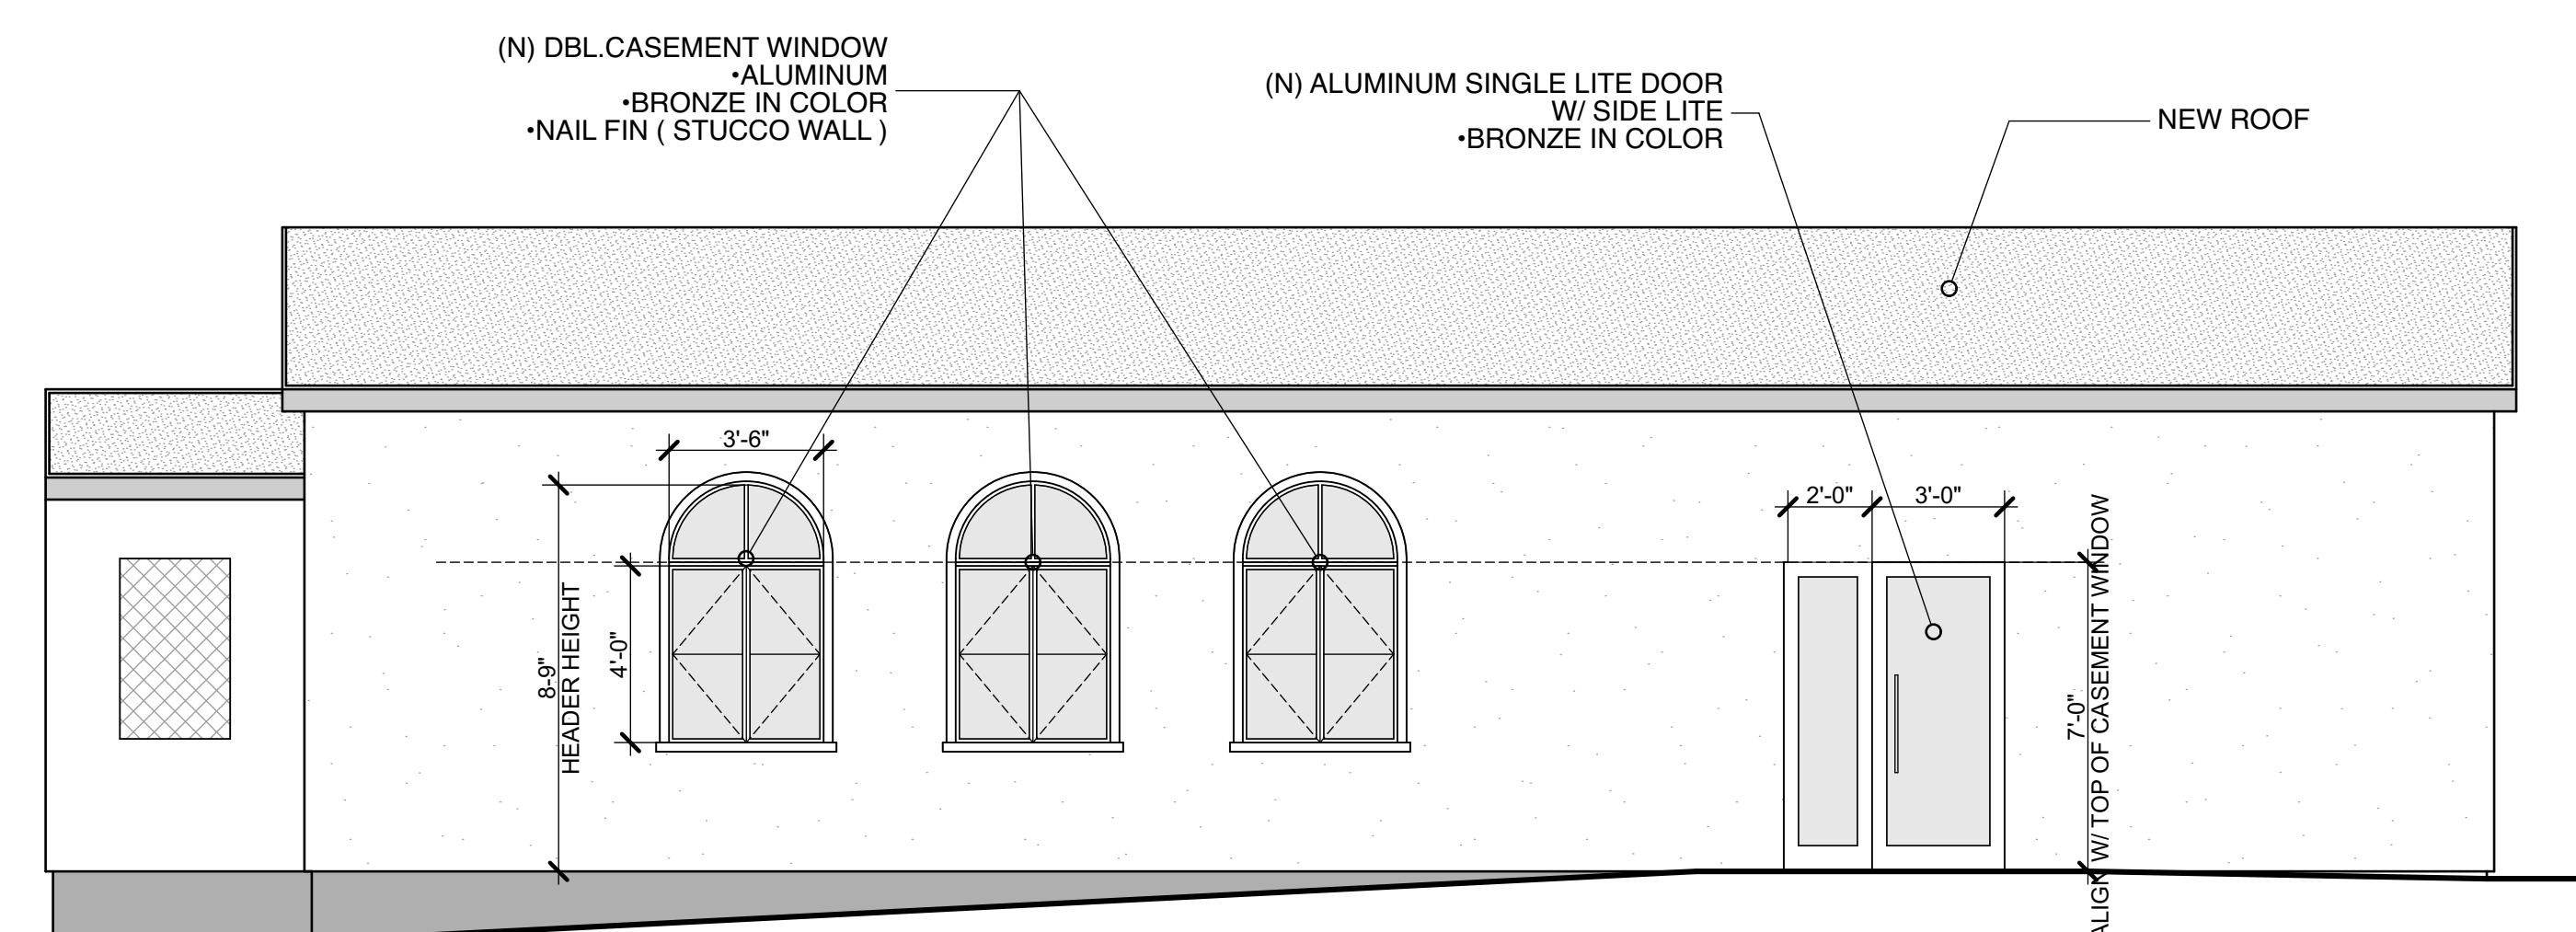 (N) DBL.CASEMENT WINDOW
•ALUMINUM
•BRONZE IN COLOR
•NAIL FIN ( STUCCO WALL )
(N) ALUMINUM SINGLE LITE DOOR
W/ SIDE LITE
•BRONZE IN COLOR
NEW ROOF
3'-6"
2'-0"
3'-0"
8-9"
HEADER HEIGHT
4'-0"
7'-0"
ALIGN W/ TOP OF CASEMENT WINDOW